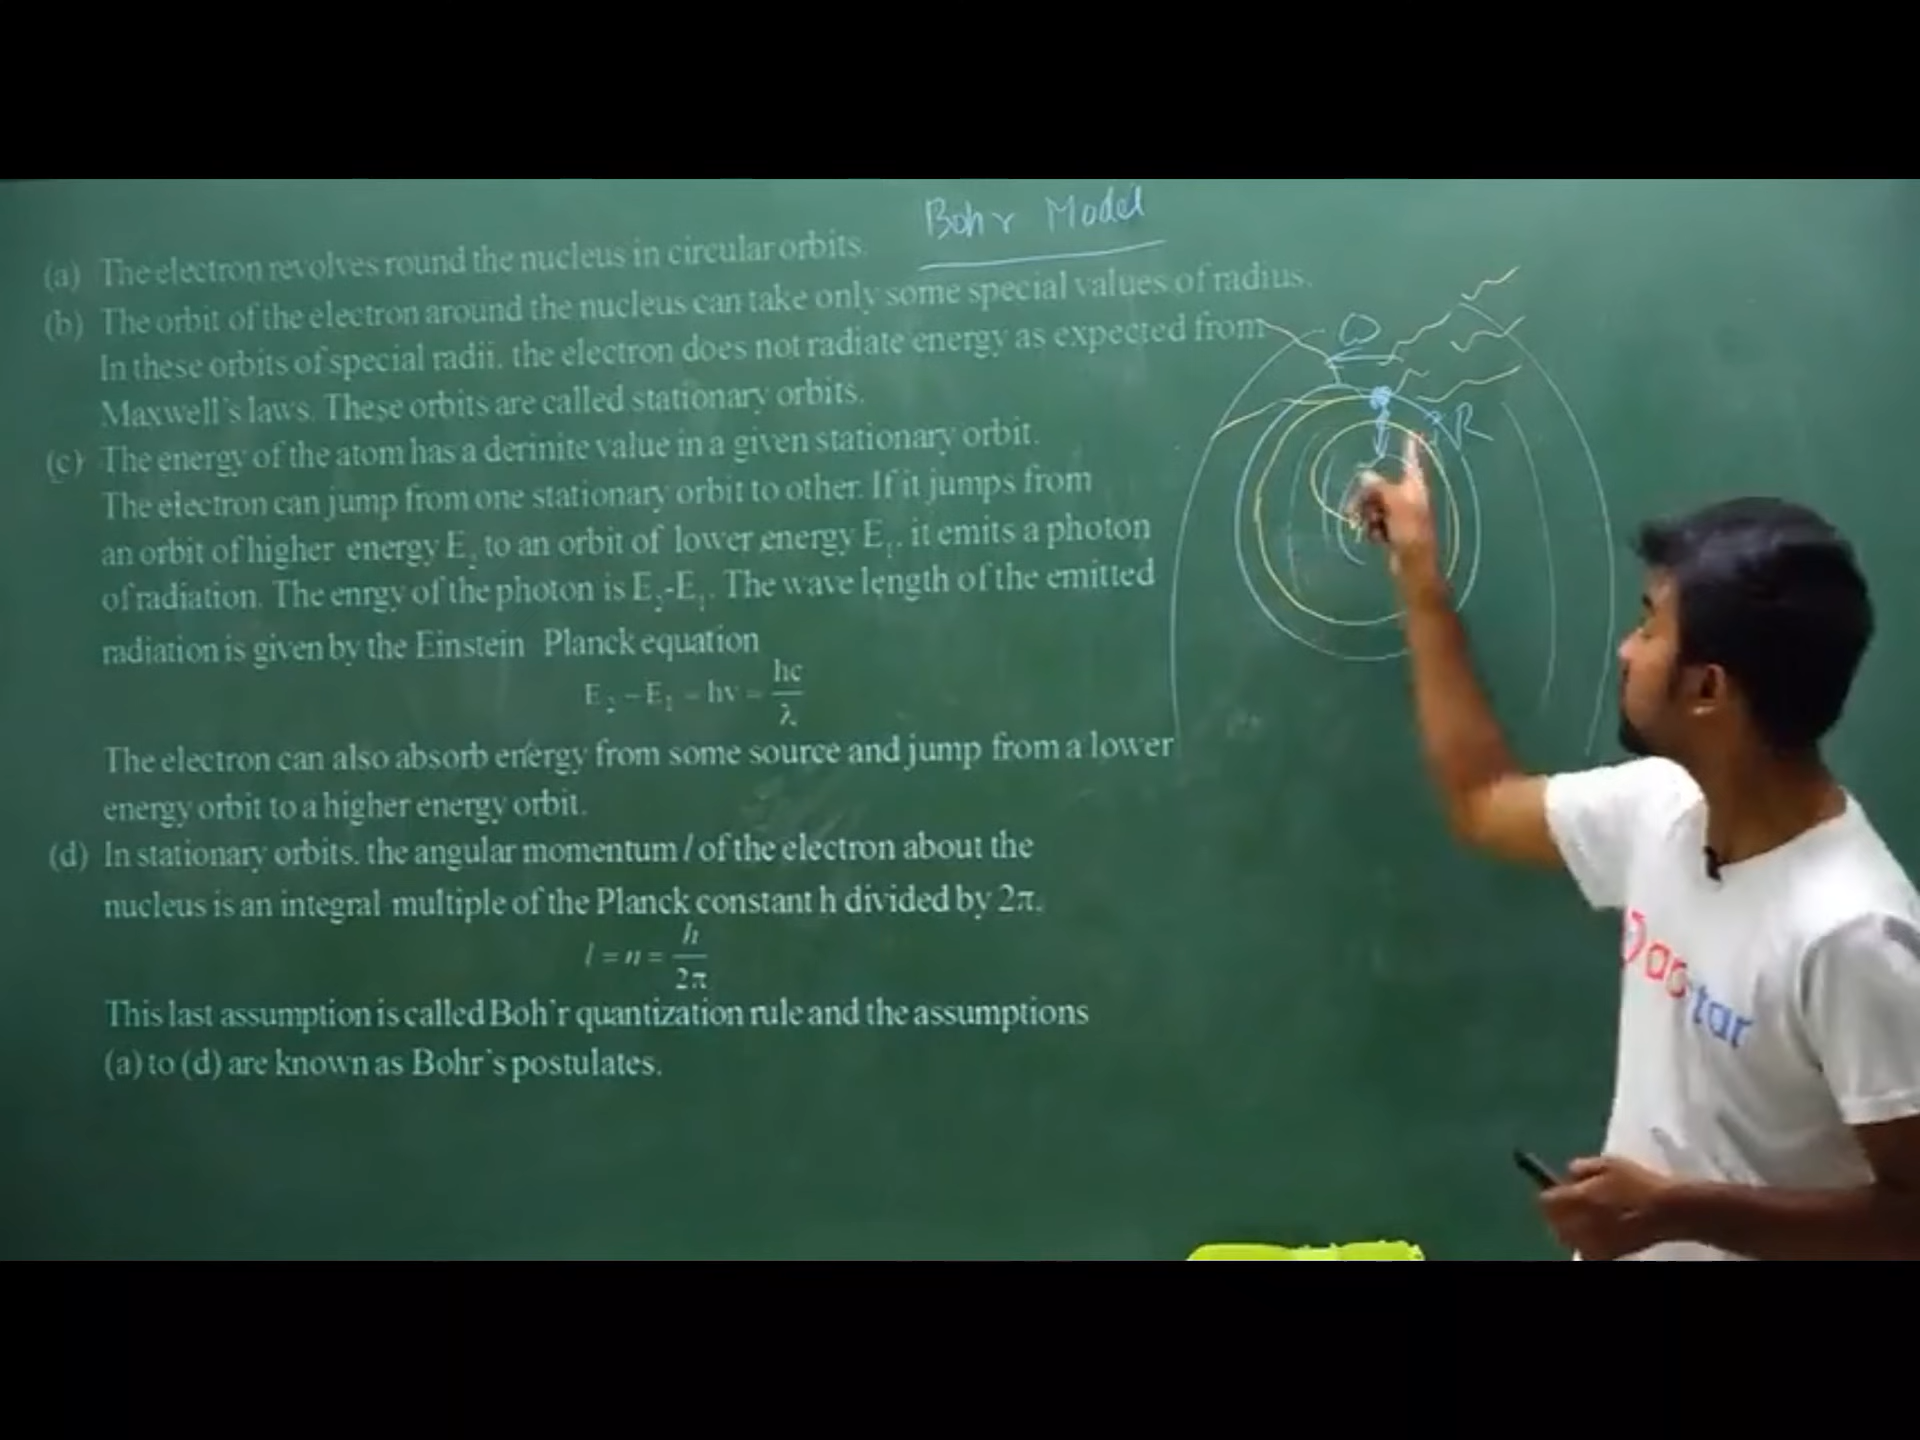 Bohr Model
(a) The electron revolves round the nucleus in circular orbits.
(b) The orbit of the electron around the nucleus can take only some special values of radius.
In these orbits of special radii, the electron does not radiate energy as expected from
Maxwell's laws. These orbits are called stationary orbits.
(c) The energy of the atom has a derinite value in a given stationary orbit.
The electron can jump from one stationary orbit to other. If it jumps from
an orbit of higher energy E₂ to an orbit of lower energy E₁, it emits a photon
of radiation. The enrgy of the photon is E₂-E₁. The wave length of the emitted
radiation is given by the Einstein Planck equation
E₂ – E₁ = hν = hc/λ
The electron can also absorb energy from some source and jump from a lower
energy orbit to a higher energy orbit.
(d) In stationary orbits, the angular momentum l of the electron about the
nucleus is an integral multiple of the Planck constant h divided by 2π.
l = n = h/2π
This last assumption is called Boh'r quantization rule and the assumptions
(a) to (d) are known as Bohr's postulates.